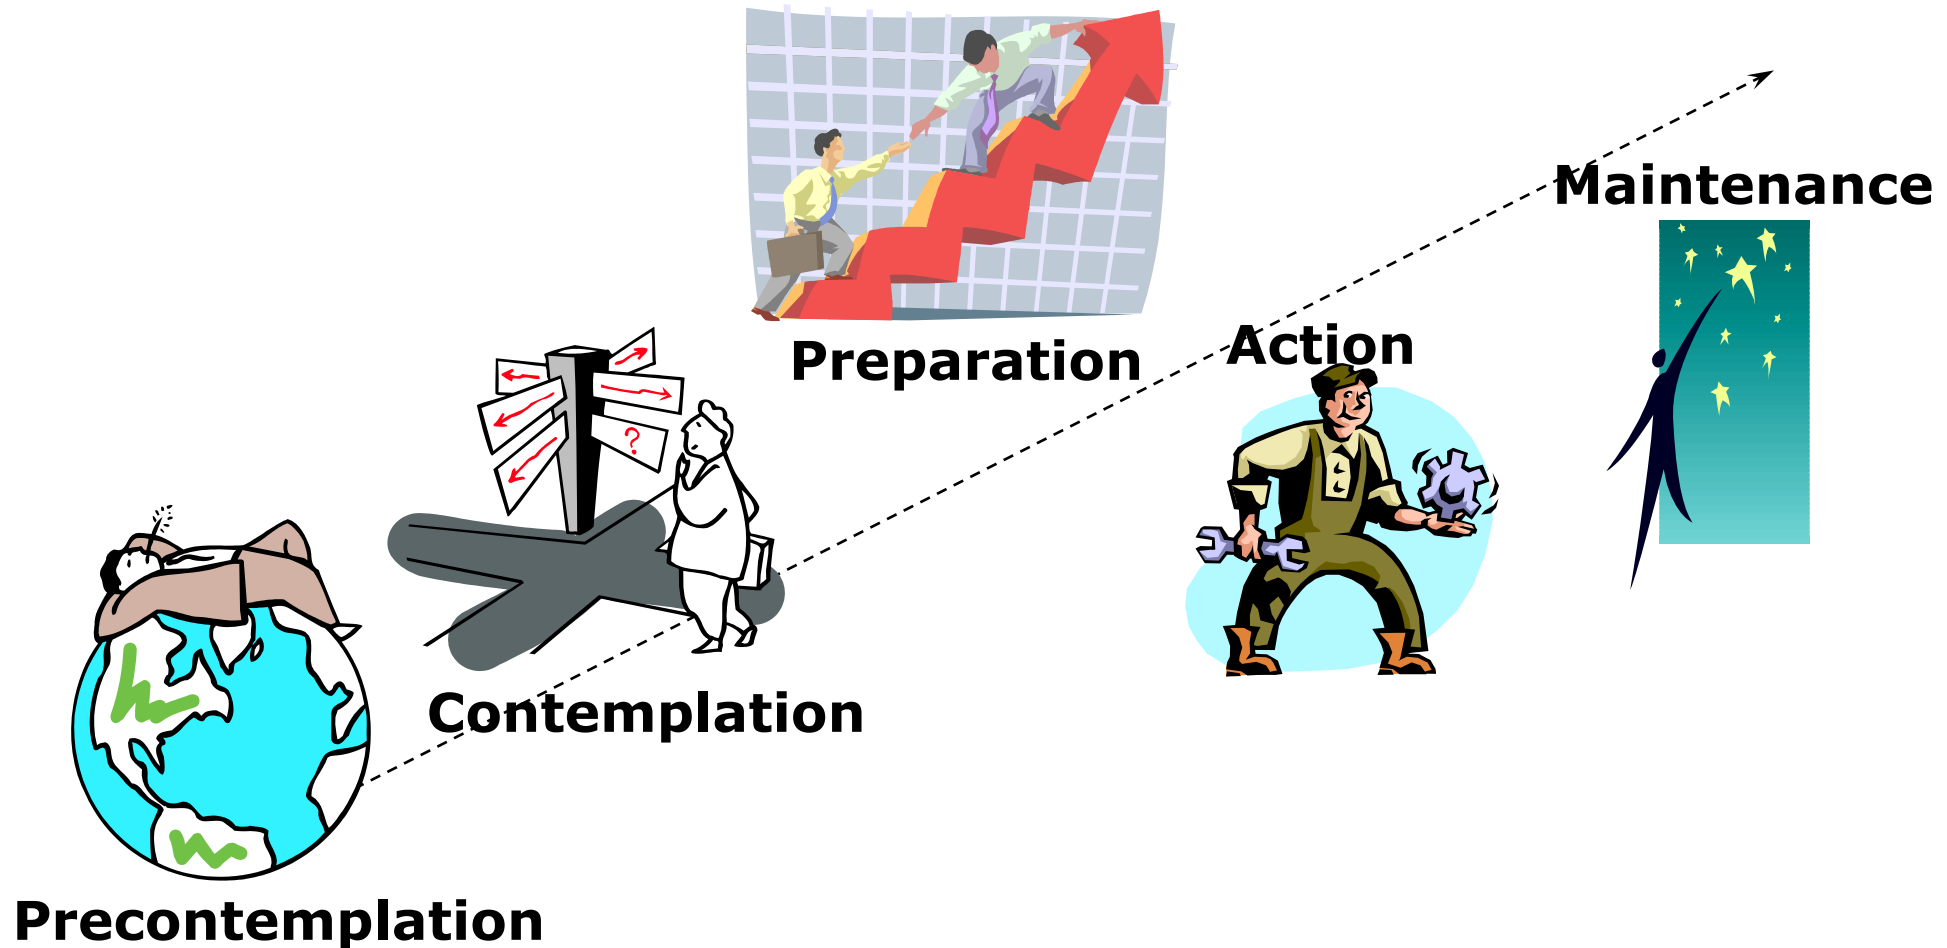 Precontemplation
Contemplation
?
Preparation
Action
Maintenance